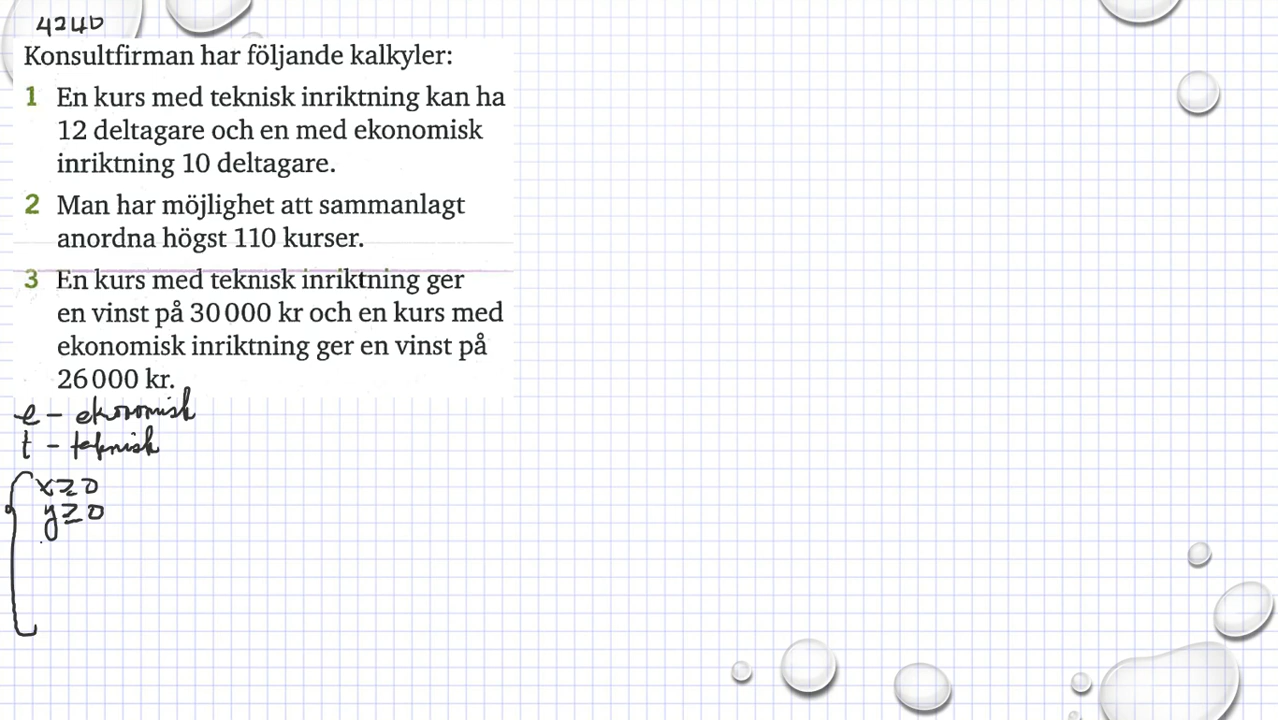 4240
Konsultfirman har följande kalkyler:
1 En kurs med teknisk inriktning kan ha
12 deltagare och en med ekonomisk
inriktning 10 deltagare.
2 Man har möjlighet att sammanlagt
anordna högst 110 kurser.
3 En kurs med teknisk inriktning ger
en vinst på 30 000 kr och en kurs med
ekonomisk inriktning ger en vinst på
26 000 kr.
e – ekonomisk
t – teknisk
x≥0
y≥0